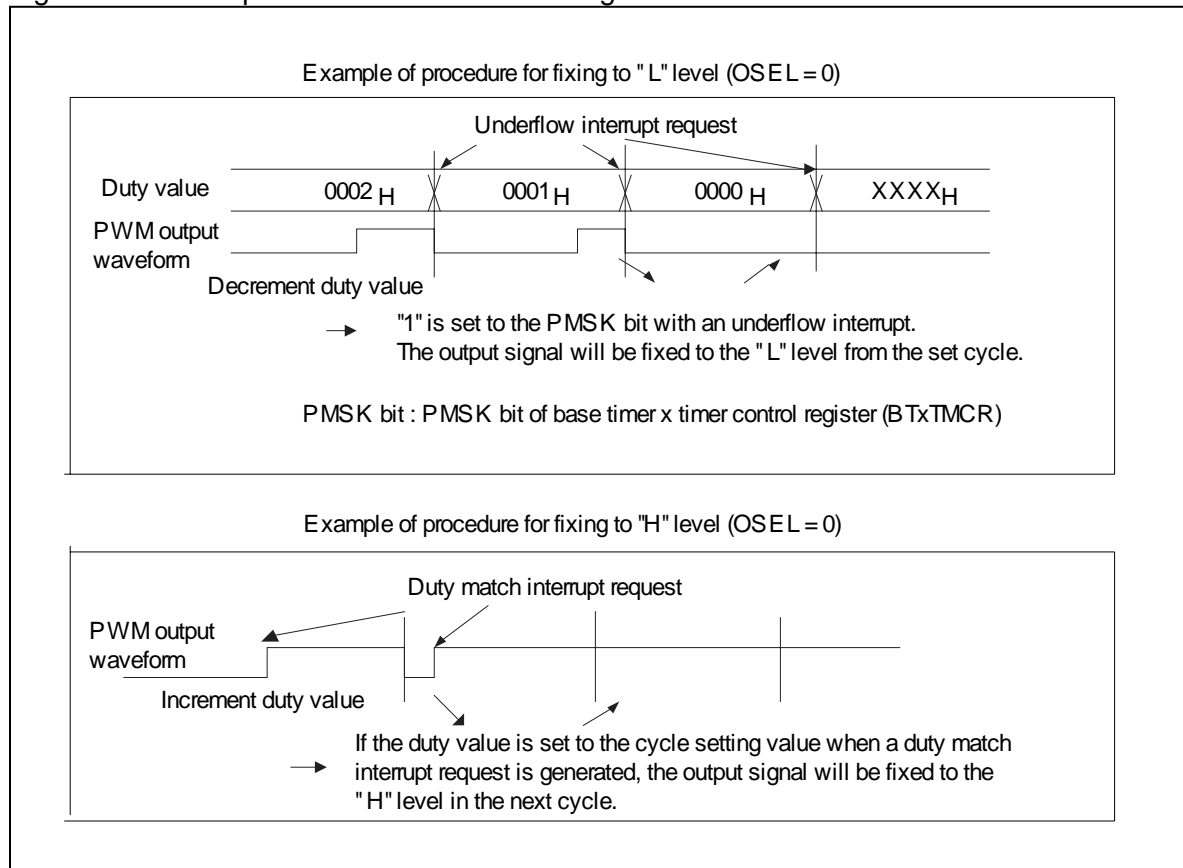 Example of procedure for fixing to "L" level (OSEL = 0)
Underflow interrupt request
Duty value 0002 H 0001 H 0000 H XXXX H
PWM output
waveform
Decrement duty value
"1" is set to the PMSK bit with an underflow interrupt.
The output signal will be fixed to the "L" level from the set cycle.
PMSK bit : PMSK bit of base timer x timer control register (BTxTMCR)
Example of procedure for fixing to "H" level (OSEL = 0)
Duty match interrupt request
PWM output
waveform
Increment duty value
If the duty value is set to the cycle setting value when a duty match
interrupt request is generated, the output signal will be fixed to the
"H" level in the next cycle.